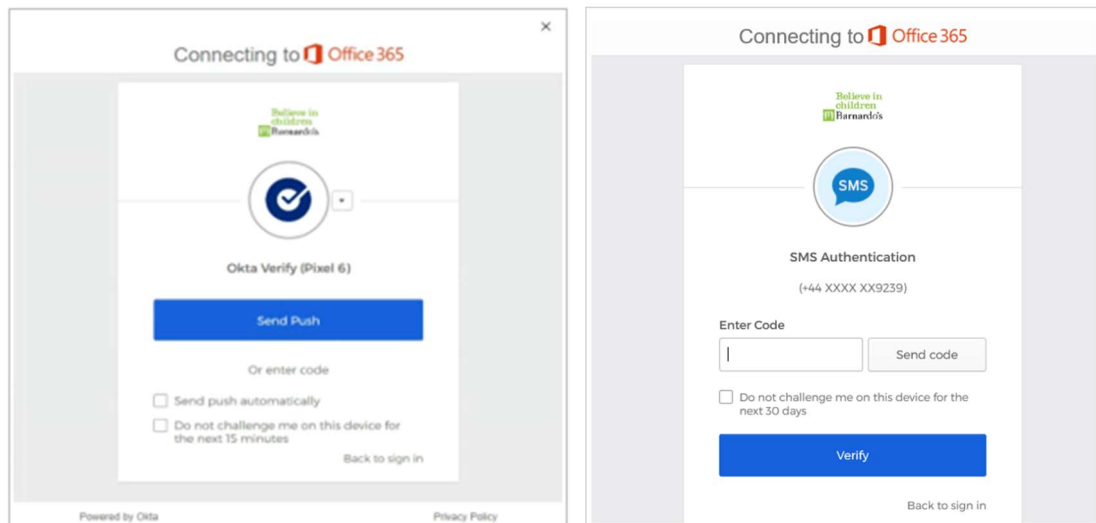 Connecting to Office 365
Believe in
children
Barnardo's
Okta Verify (Pixel 6)
Send Push
Or enter code
Send push automatically
Do not challenge me on this device for
the next 15 minutes
Back to sign in
Powered by Okta
Privacy Policy
Connecting to Office 365
Believe in
children
Barnardo's
SMS
SMS Authentication
(+44 XXXX XX9239)
Enter Code
Send code
Do not challenge me on this device for the
next 30 days
Verify
Back to sign in